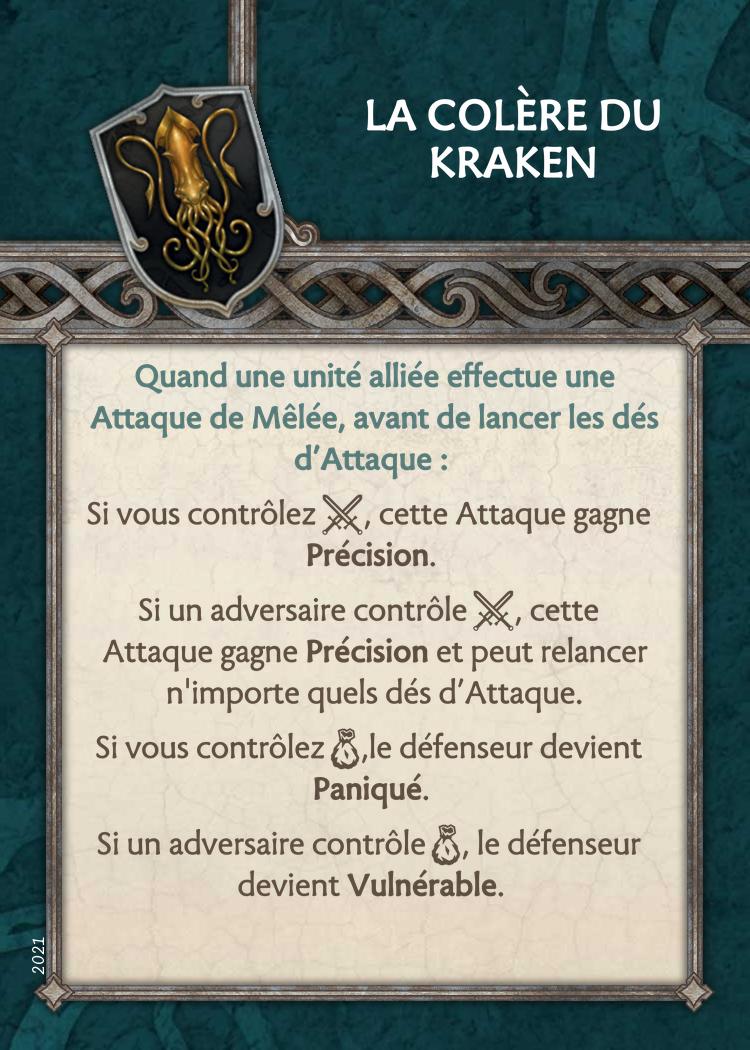 LA COLÈRE DU
KRAKEN
Quand une unité alliée effectue une
Attaque de Mêlée, avant de lancer les dés
d’Attaque :
Si vous contrôlez , cette Attaque gagne
Précision.
Si un adversaire contrôle , cette
Attaque gagne Précision et peut relancer
n'importe quels dés d’Attaque.
Si vous contrôlez ,le défenseur devient
Paniqué.
Si un adversaire contrôle , le défenseur
devient Vulnérable.
2021